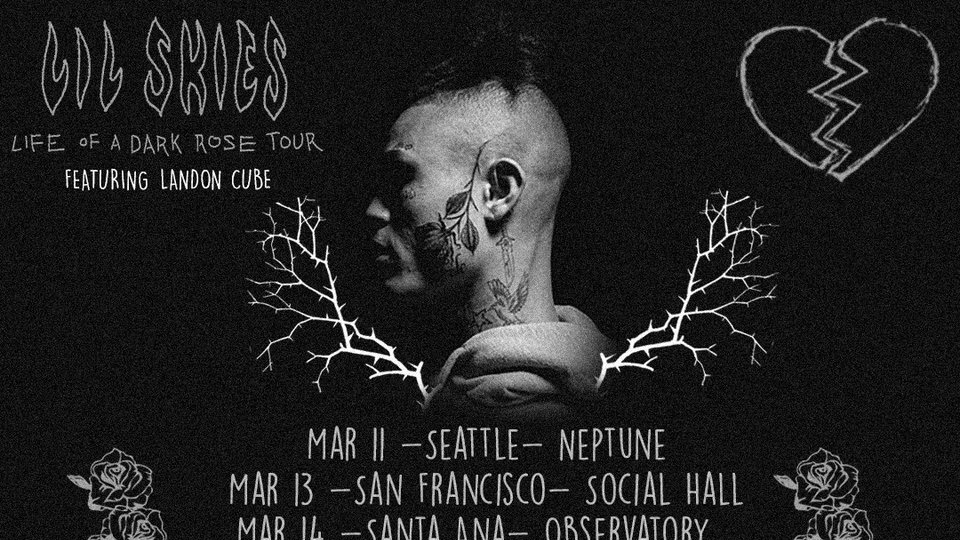 LIL SKIES
LIFE OF A DARK ROSE TOUR
FEATURING LANDON CUBE
MAR 11 —SEATTLE— NEPTUNE
MAR 13 —SAN FRANCISCO— SOCIAL HALL
MAR 14 —SANTA ANA— OBSERVATORY